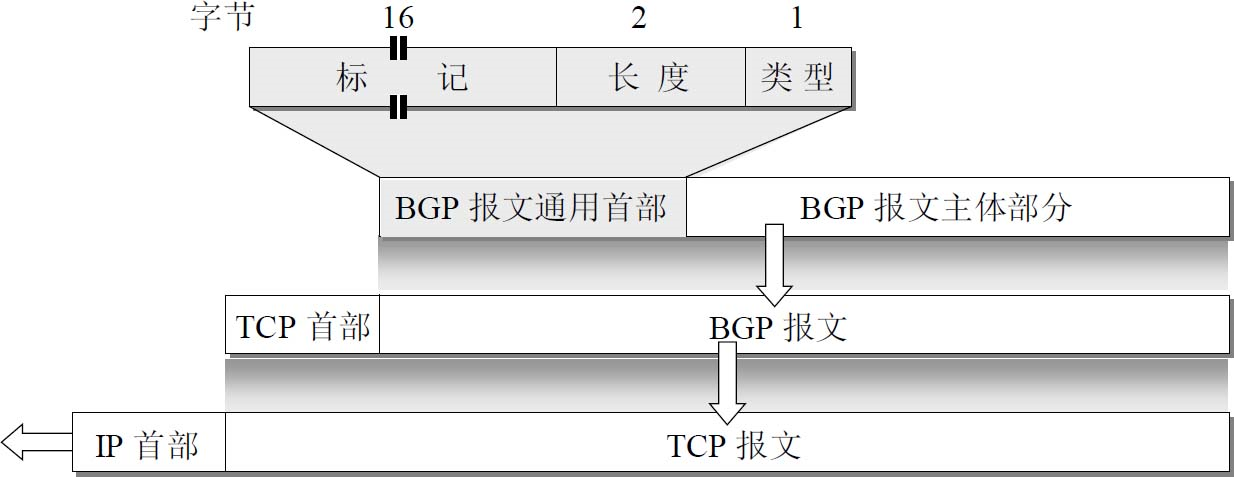 字节 16 2 1
标 记 长 度 类 型
BGP 报文通用首部 BGP 报文主体部分
TCP 首部 BGP 报文
IP 首部 TCP 报文